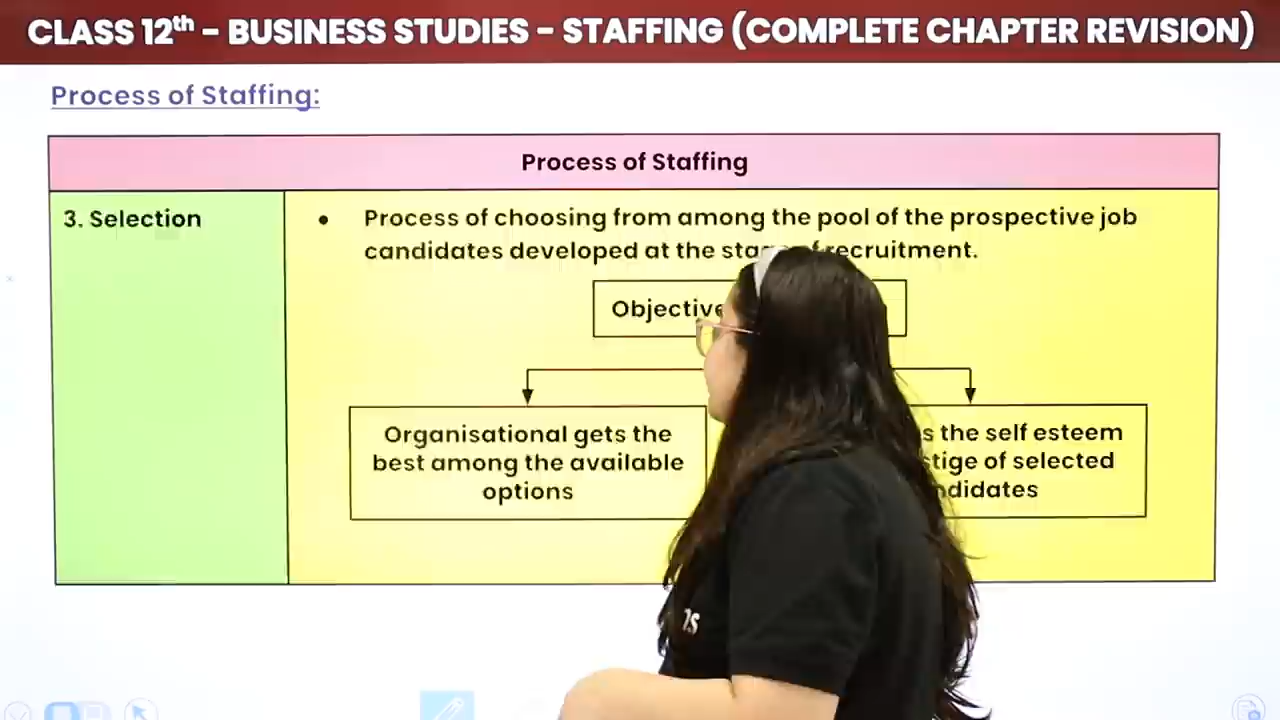 CLASS 12th - BUSINESS STUDIES - STAFFING (COMPLETE CHAPTER REVISION)
Process of Staffing:
Process of Staffing
3. Selection
• Process of choosing from among the pool of the prospective job
candidates developed at the of recruitment.
Organisational gets the
best among the available
options
the self esteem
of selected